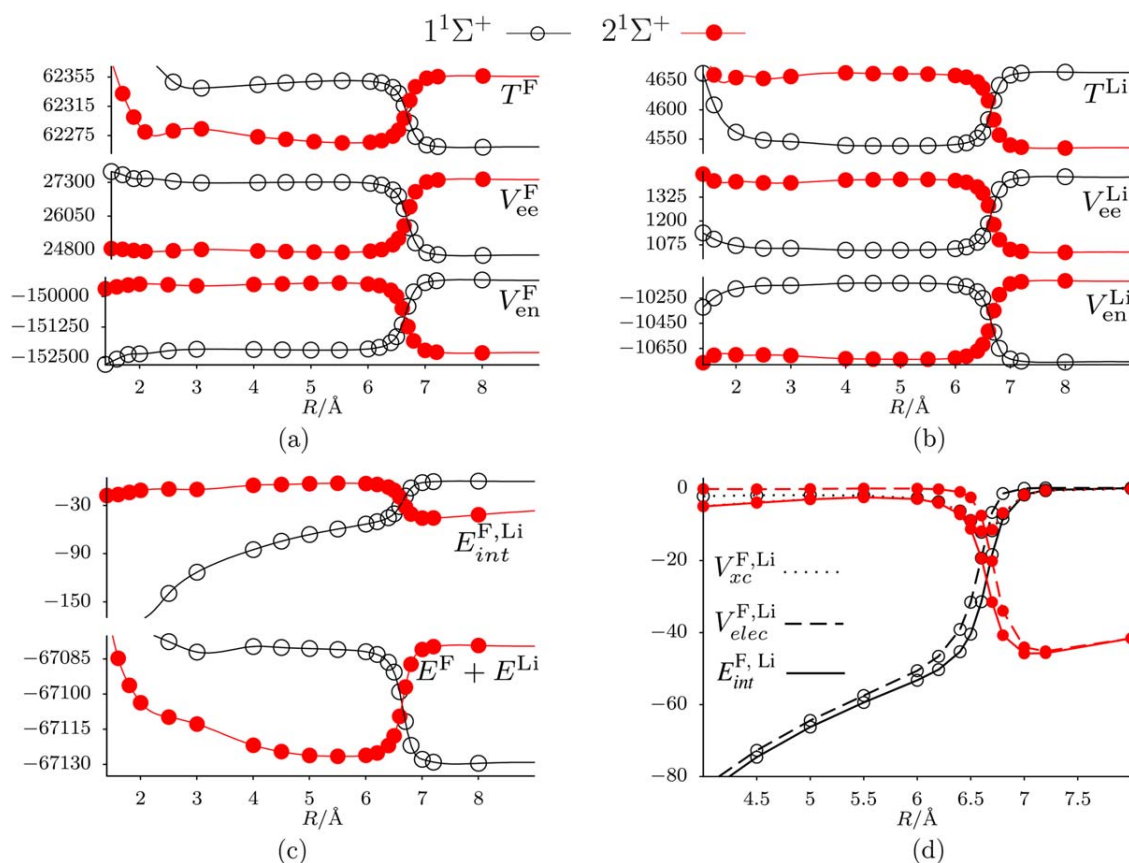 1¹Σ⁺ 2¹Σ⁺
62355
62315
62275
T^F
27300
26050
24800
V_ee^F
−150000
−151250
−152500
V_en^F
2 3 4 5 6 7 8
R/Å
(a)
4650
4600
4550
T^Li
1325
1200
1075
V_ee^Li
−10250
−10450
−10650
V_en^Li
2 3 4 5 6 7 8
R/Å
(b)
−30
−90
−150
E_int^F,Li
−67085
−67100
−67115
−67130
E^F + E^Li
2 3 4 5 6 7 8
R/Å
(c)
0
−20
−40
−60
−80
V_xc^F,Li
V_elec^F,Li
E_int^F, Li
4.5 5 5.5 6 6.5 7 7.5
R/Å
(d)